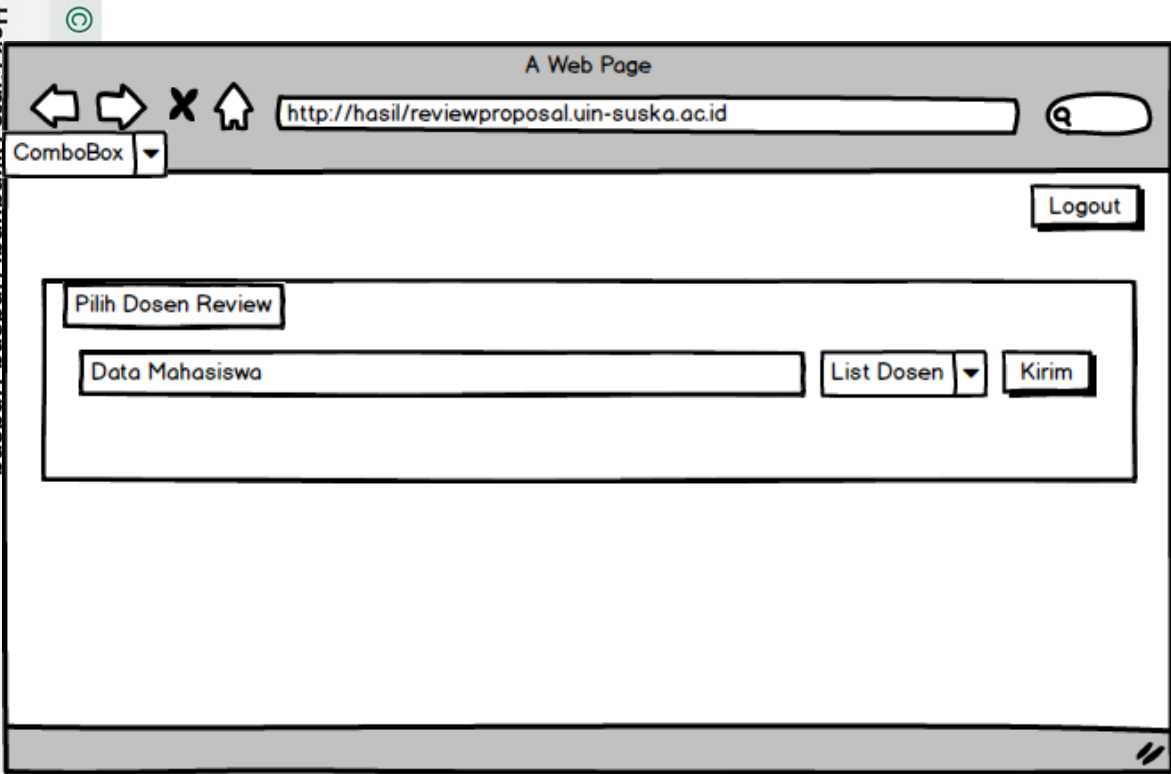 A Web Page
http://hasil/reviewproposal.uin-suska.ac.id
ComboBox
Logout
Pilih Dosen Review
Data Mahasiswa
List Dosen
Kirim